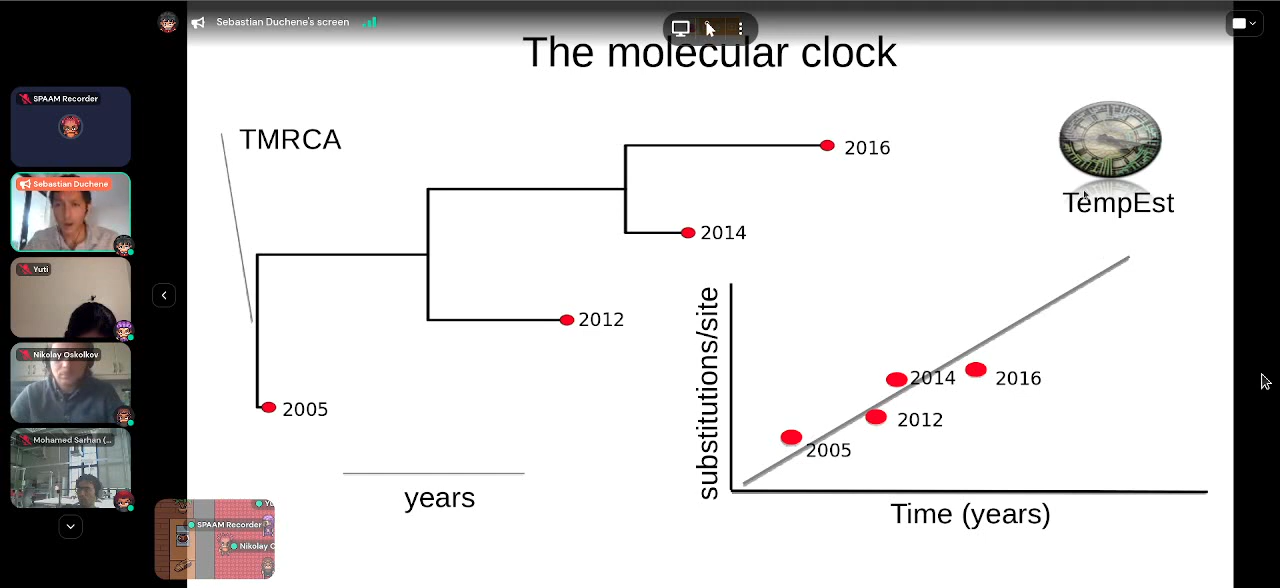 Sebastian Duchene's screen
The molecular clock
SPAAM Recorder
Sebastian Duchene
Yuti
Nikolay Oskolkov
Mohamed Sarhan (...
TMRCA
2016
2014
2012
2005
years
TempEst
substitutions/site
2014
2016
2012
2005
Time (years)
SPAAM Recorder
Nikolay O